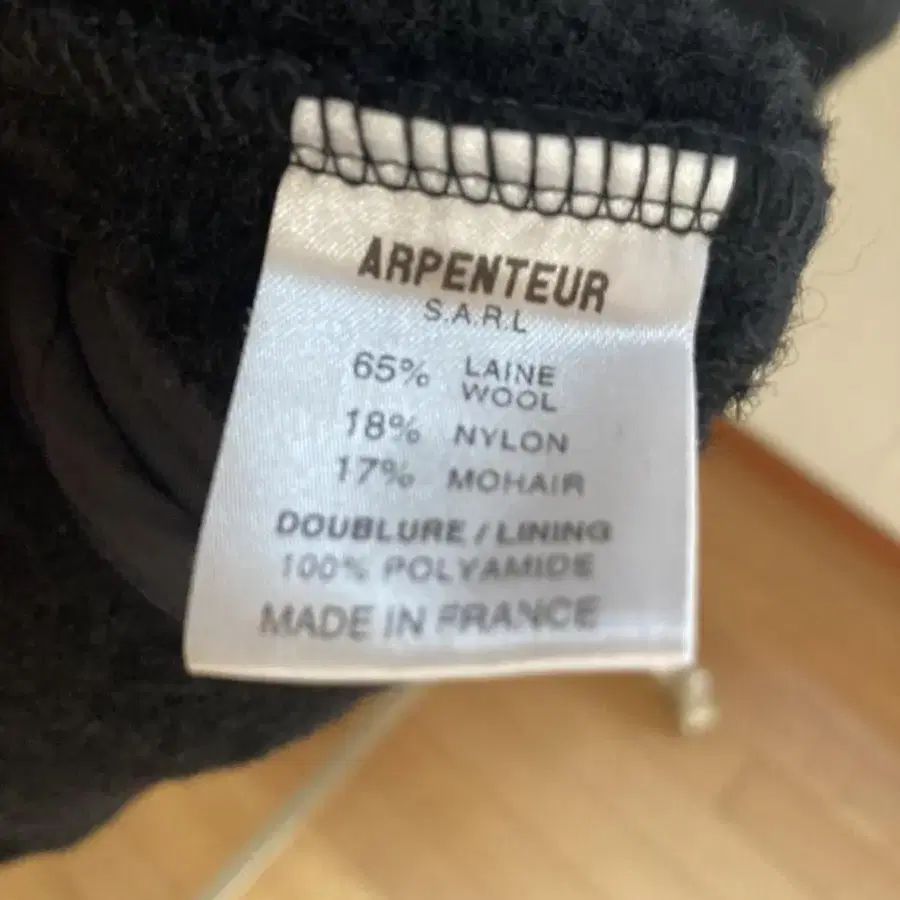 ARPENTEUR
S.A.R.L
65% LAINE
WOOL
18% NYLON
17% MOHAIR
DOUBLURE / LINING
100% POLYAMIDE
MADE IN FRANCE